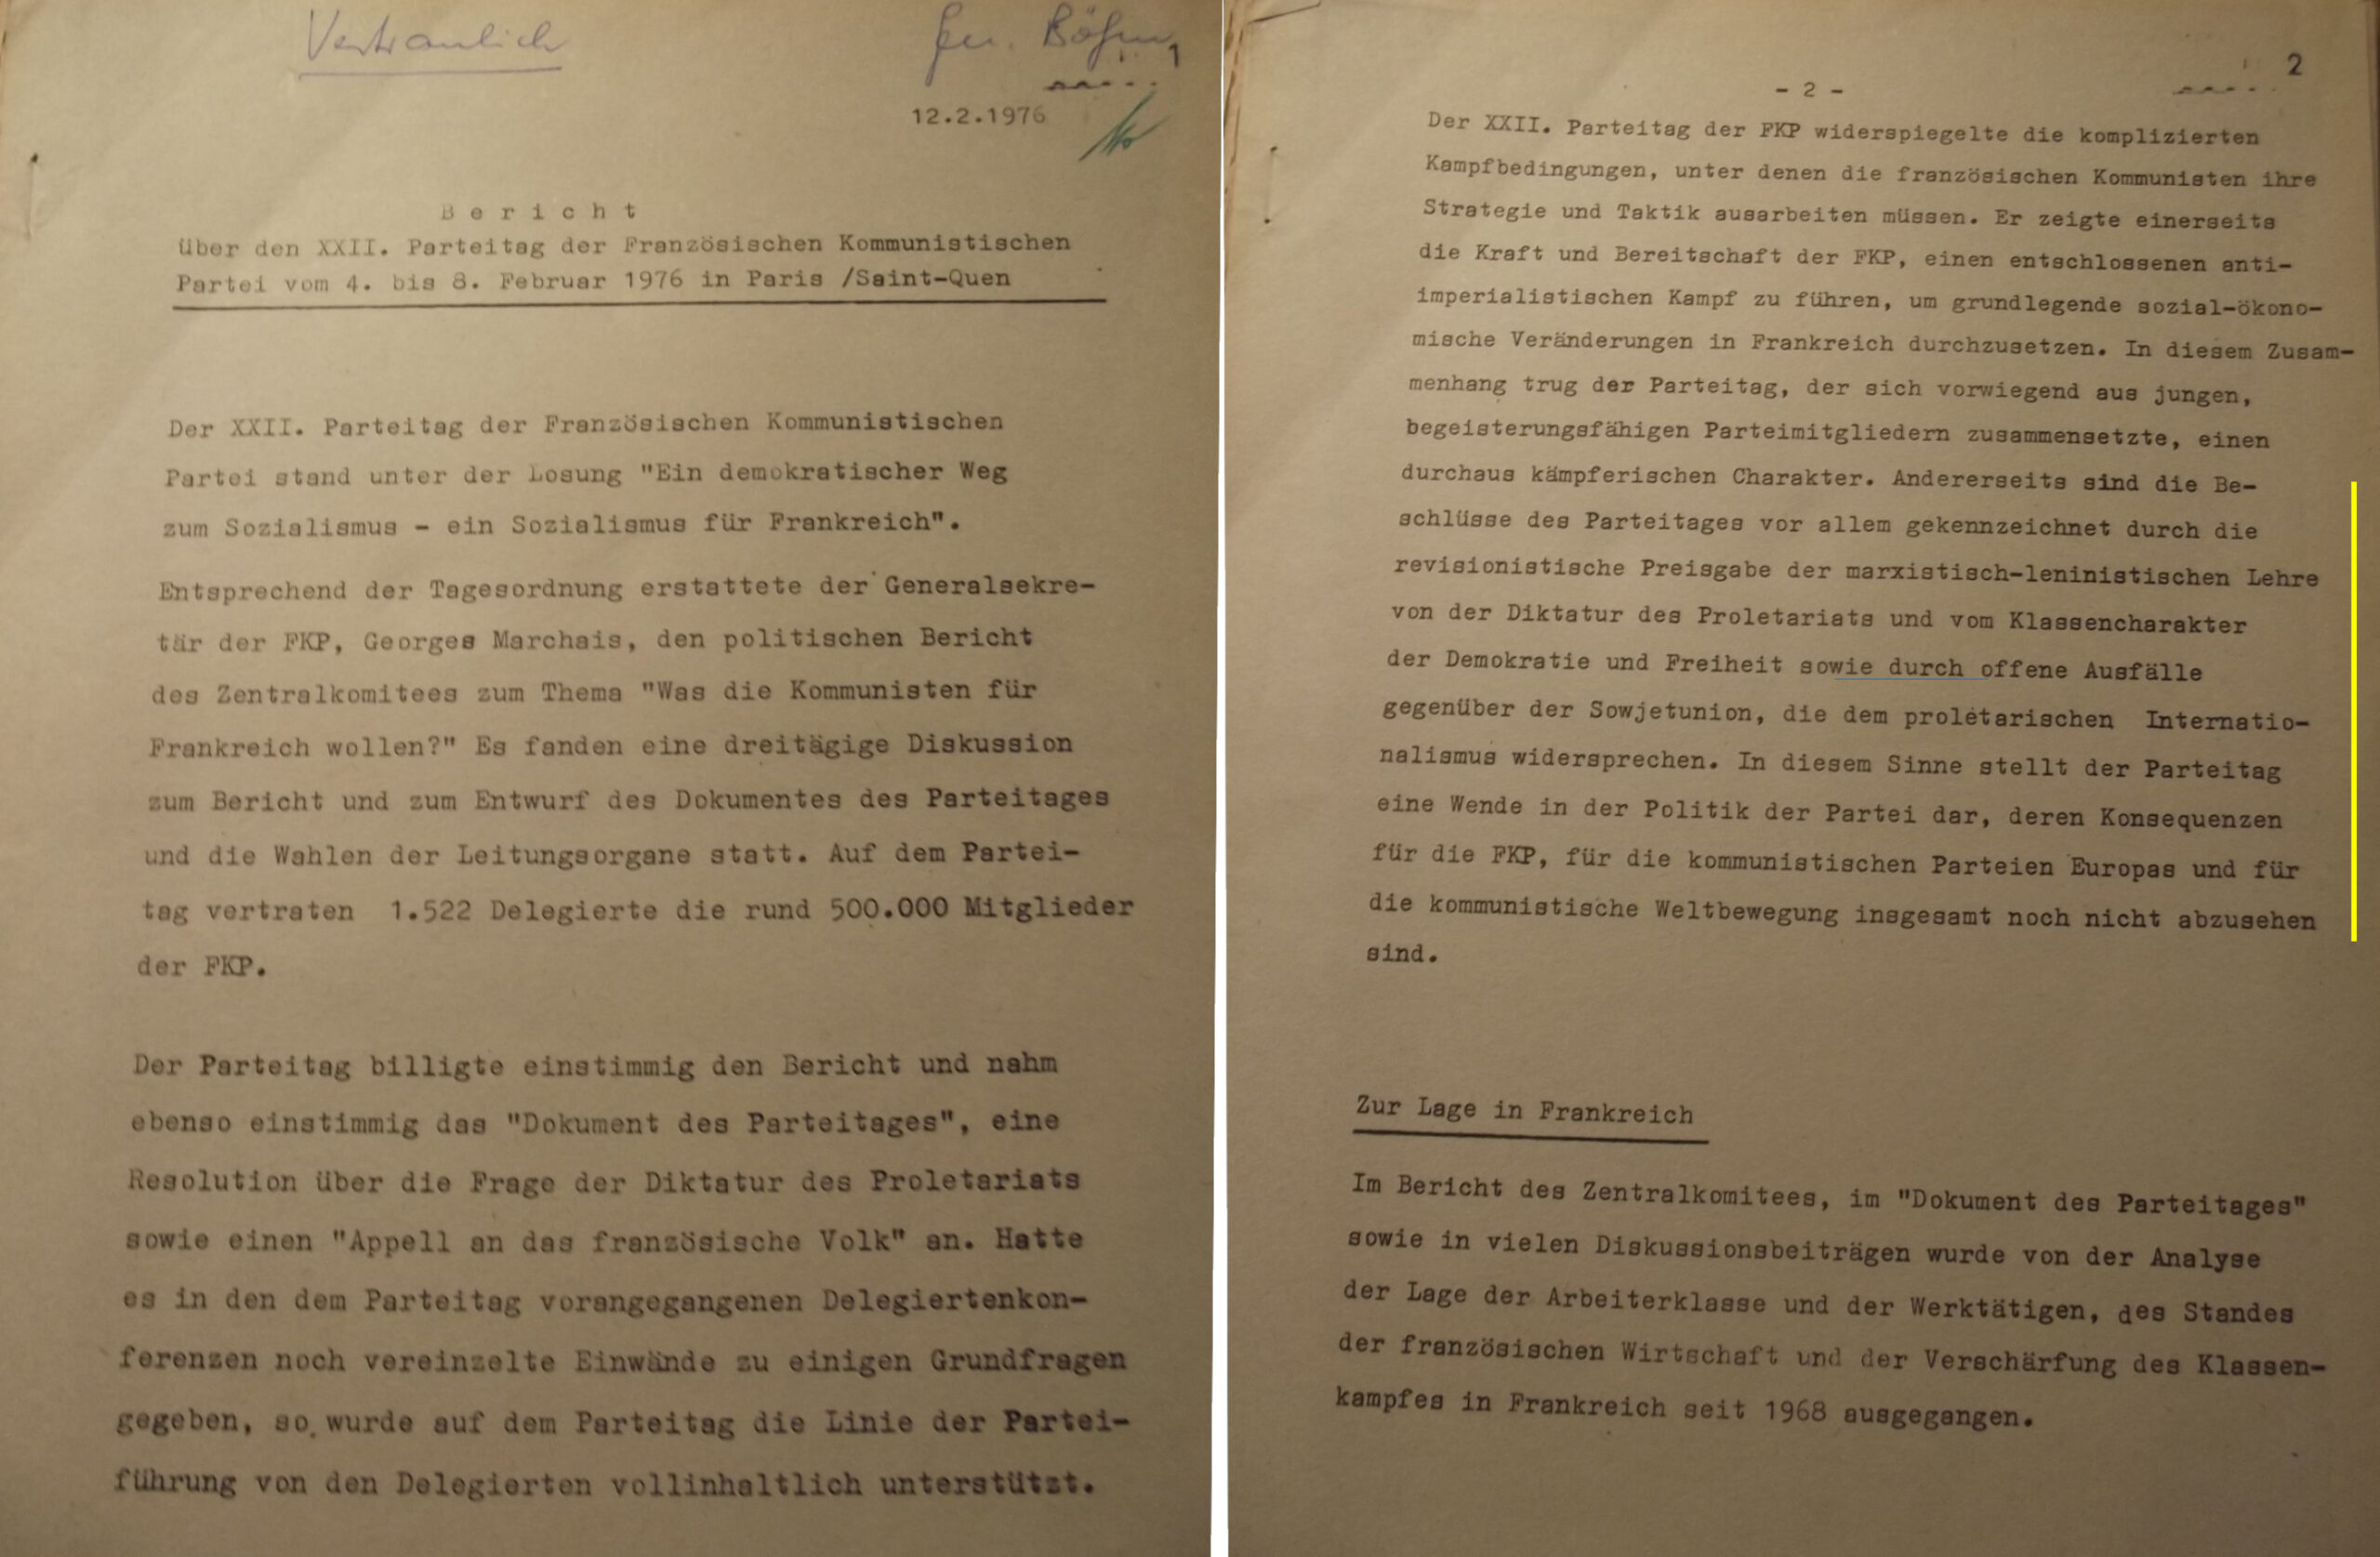 Vertraulich
Gen. Böhm
1
12.2.1976
B e r i c h t
über den XXII. Parteitag der Französischen Kommunistischen
Partei vom 4. bis 8. Februar 1976 in Paris /Saint-Quen
Der XXII. Parteitag der Französischen Kommunistischen
Partei stand unter der Losung "Ein demokratischer Weg
zum Sozialismus - ein Sozialismus für Frankreich".
Entsprechend der Tagesordnung erstattete der Generalsekre-
tär der FKP, Georges Marchais, den politischen Bericht
des Zentralkomitees zum Thema "Was die Kommunisten für
Frankreich wollen?" Es fanden eine dreitägige Diskussion
zum Bericht und zum Entwurf des Dokumentes des Parteitages
und die Wahlen der Leitungsorgane statt. Auf dem Partei-
tag vertraten 1.522 Delegierte die rund 500.000 Mitglieder
der FKP.
Der Parteitag billigte einstimmig den Bericht und nahm
ebenso einstimmig das "Dokument des Parteitages", eine
Resolution über die Frage der Diktatur des Proletariats
sowie einen "Appell an das französische Volk" an. Hatte
es in den dem Parteitag vorangegangenen Delegiertenkon-
ferenzen noch vereinzelte Einwände zu einigen Grundfragen
gegeben, so wurde auf dem Parteitag die Linie der Partei-
führung von den Delegierten vollinhaltlich unterstützt.
2
- 2 -
Der XXII. Parteitag der FKP widerspiegelte die komplizierten
Kampfbedingungen, unter denen die französischen Kommunisten ihre
Strategie und Taktik ausarbeiten müssen. Er zeigte einerseits
die Kraft und Bereitschaft der FKP, einen entschlossenen anti-
imperialistischen Kampf zu führen, um grundlegende sozial-ökono-
mische Veränderungen in Frankreich durchzusetzen. In diesem Zusam-
menhang trug der Parteitag, der sich vorwiegend aus jungen,
begeisterungsfähigen Parteimitgliedern zusammensetzte, einen
durchaus kämpferischen Charakter. Andererseits sind die Be-
schlüsse des Parteitages vor allem gekennzeichnet durch die
revisionistische Preisgabe der marxistisch-leninistischen Lehre
von der Diktatur des Proletariats und vom Klassencharakter
der Demokratie und Freiheit sowie durch offene Ausfälle
gegenüber der Sowjetunion, die dem proletarischen Internatio-
nalismus widersprechen. In diesem Sinne stellt der Parteitag
eine Wende in der Politik der Partei dar, deren Konsequenzen
für die FKP, für die kommunistischen Parteien Europas und für
die kommunistische Weltbewegung insgesamt noch nicht abzusehen
sind.
Zur Lage in Frankreich
Im Bericht des Zentralkomitees, im "Dokument des Parteitages"
sowie in vielen Diskussionsbeiträgen wurde von der Analyse
der Lage der Arbeiterklasse und der Werktätigen, des Standes
der französischen Wirtschaft und der Verschärfung des Klassen-
kampfes in Frankreich seit 1968 ausgegangen.